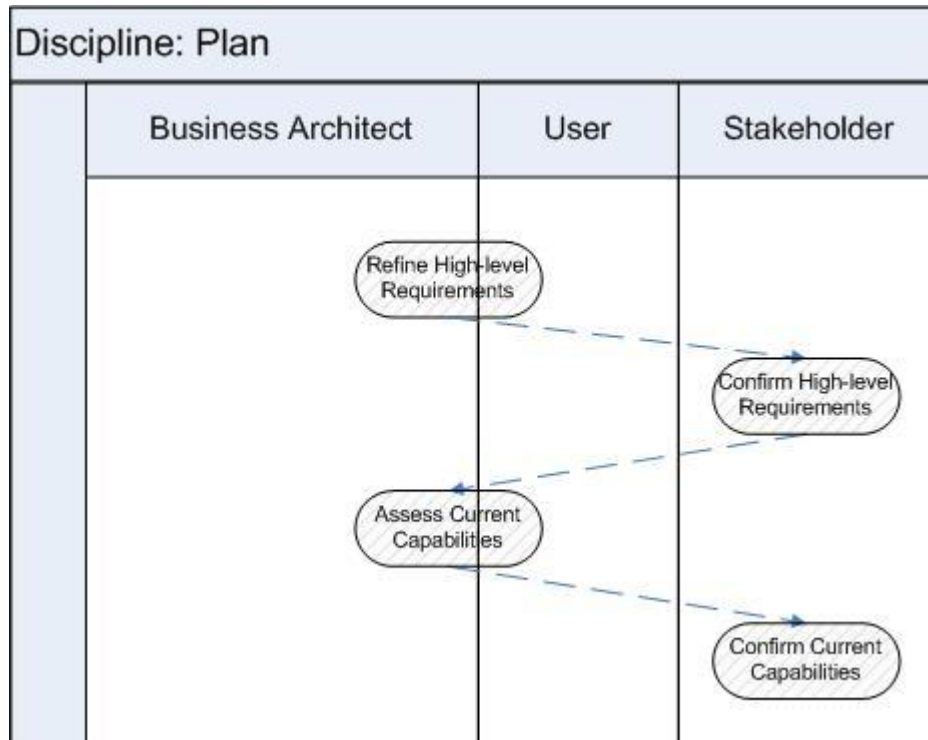 Discipline: Plan
Business Architect
User
Stakeholder
Refine High-level
Requirements
Confirm High-level
Requirements
Assess Current
Capabilities
Confirm Current
Capabilities